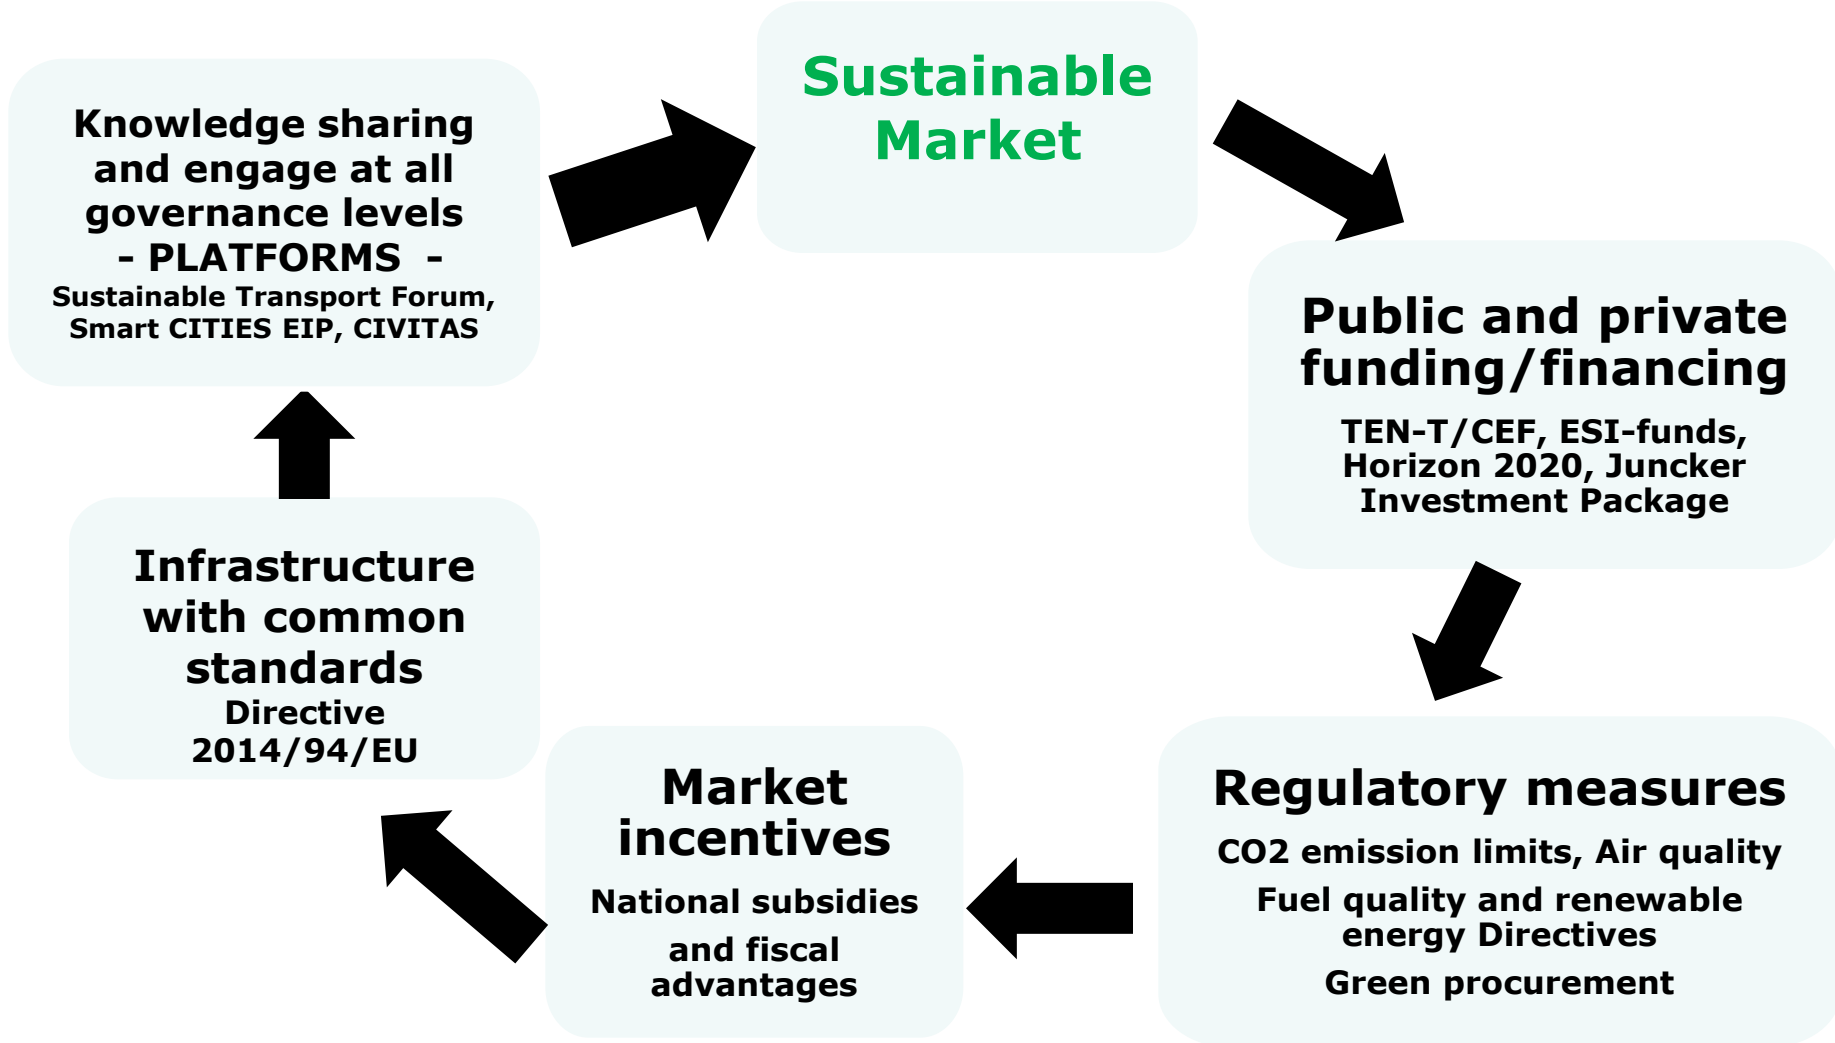 Sustainable
Market
Public and private
funding/financing
TEN-T/CEF, ESI-funds,
Horizon 2020, Juncker
Investment Package
Regulatory measures
CO2 emission limits, Air quality
Fuel quality and renewable
energy Directives
Green procurement
Market
incentives
National subsidies
and fiscal
advantages
Infrastructure
with common
standards
Directive
2014/94/EU
Knowledge sharing
and engage at all
governance levels
- PLATFORMS -
Sustainable Transport Forum,
Smart CITIES EIP, CIVITAS